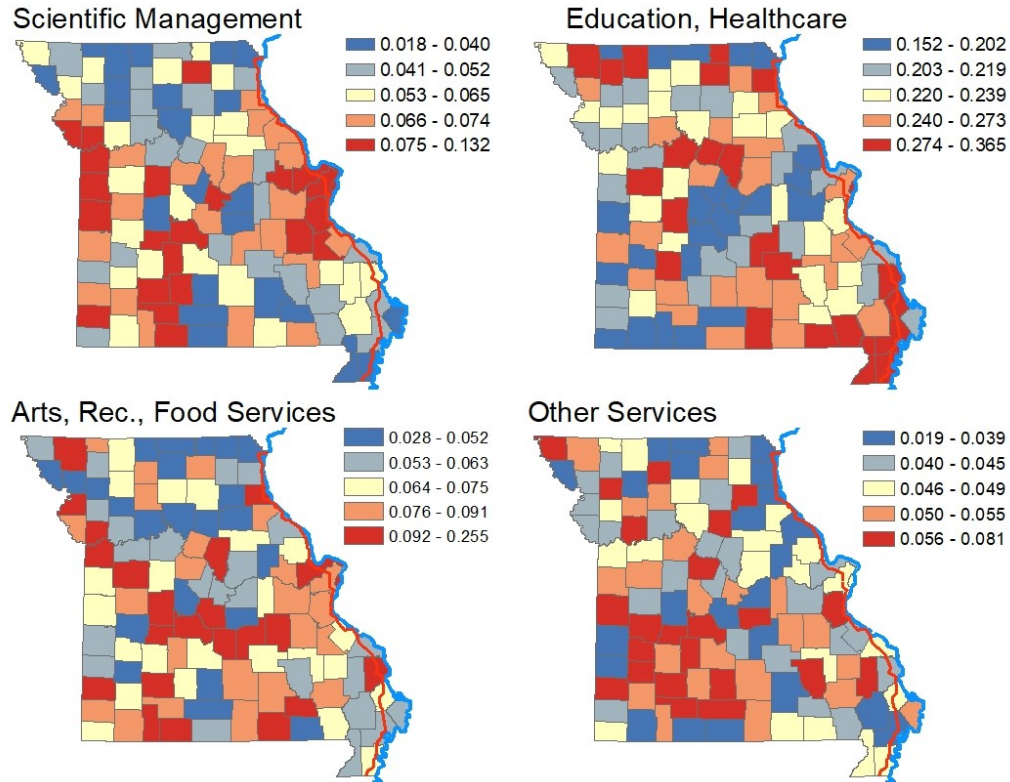 Scientific Management
0.018 - 0.040
0.041 - 0.052
0.053 - 0.065
0.066 - 0.074
0.075 - 0.132
Education, Healthcare
0.152 - 0.202
0.203 - 0.219
0.220 - 0.239
0.240 - 0.273
0.274 - 0.365
Arts, Rec., Food Services
0.028 - 0.052
0.053 - 0.063
0.064 - 0.075
0.076 - 0.091
0.092 - 0.255
Other Services
0.019 - 0.039
0.040 - 0.045
0.046 - 0.049
0.050 - 0.055
0.056 - 0.081